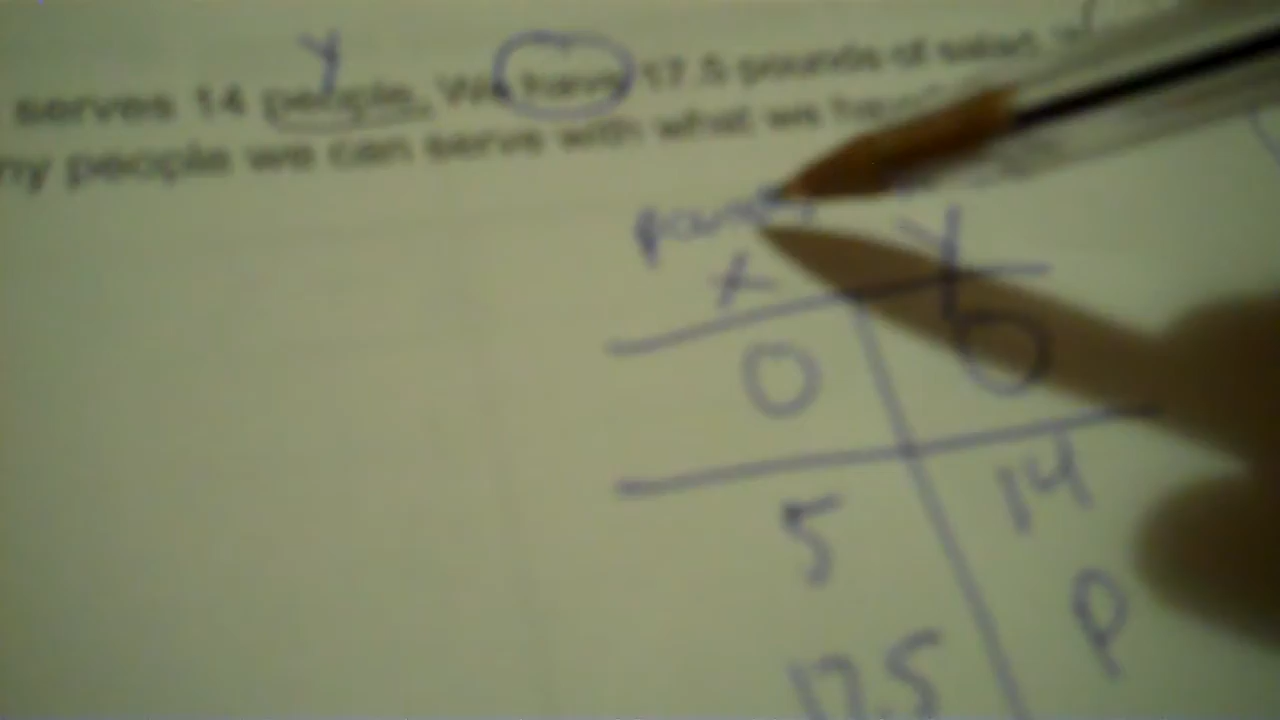 y
serves 14 people. We have 17.5 pounds of salad.
ny people we can serve with what we have
pounds
x y
0 0
5 14
17.5 P